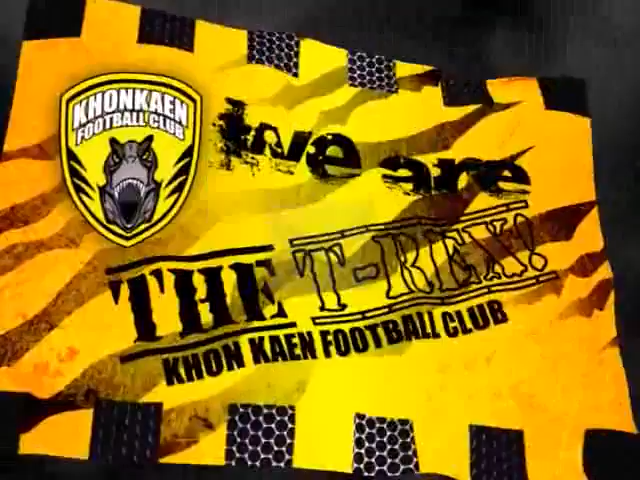 KHONKAEN
FOOTBALL CLUB
We are
THE T-REX!
KHON KAEN FOOTBALL CLUB